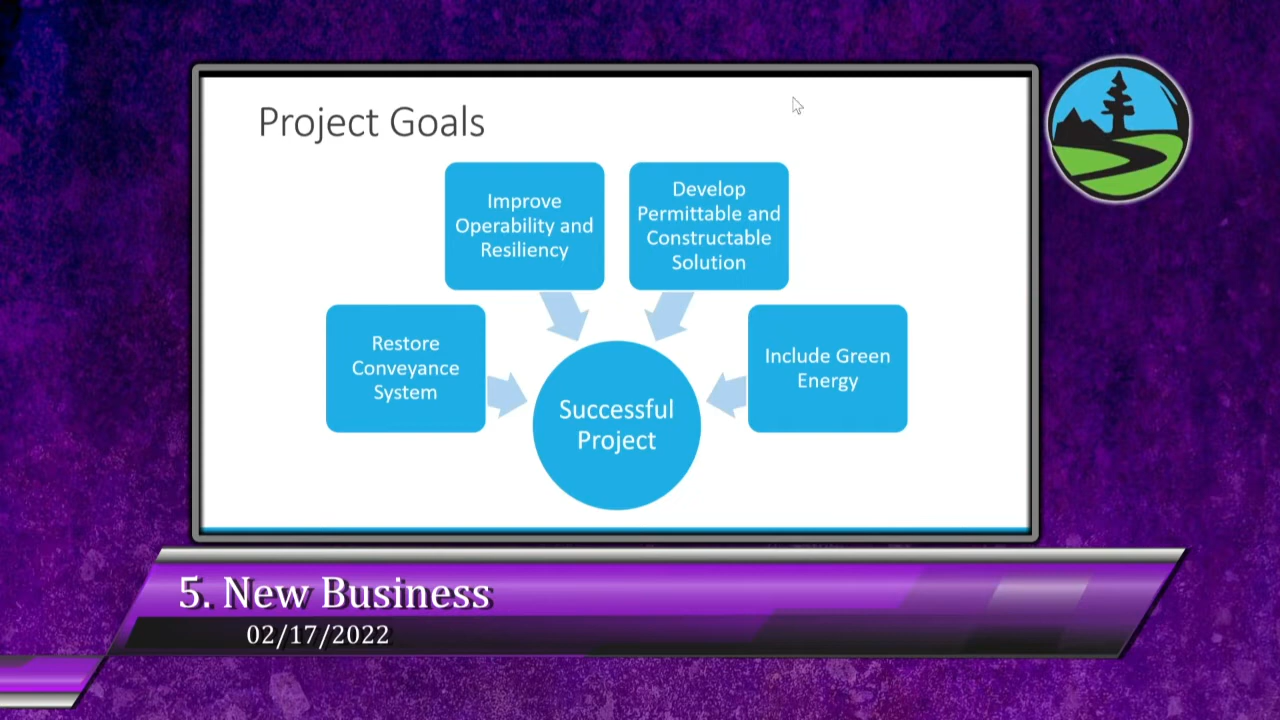 Project Goals
Improve
Operability and
Resiliency
Develop
Permittable and
Constructable
Solution
Restore
Conveyance
System
Include Green
Energy
Successful
Project
5. New Business
02/17/2022